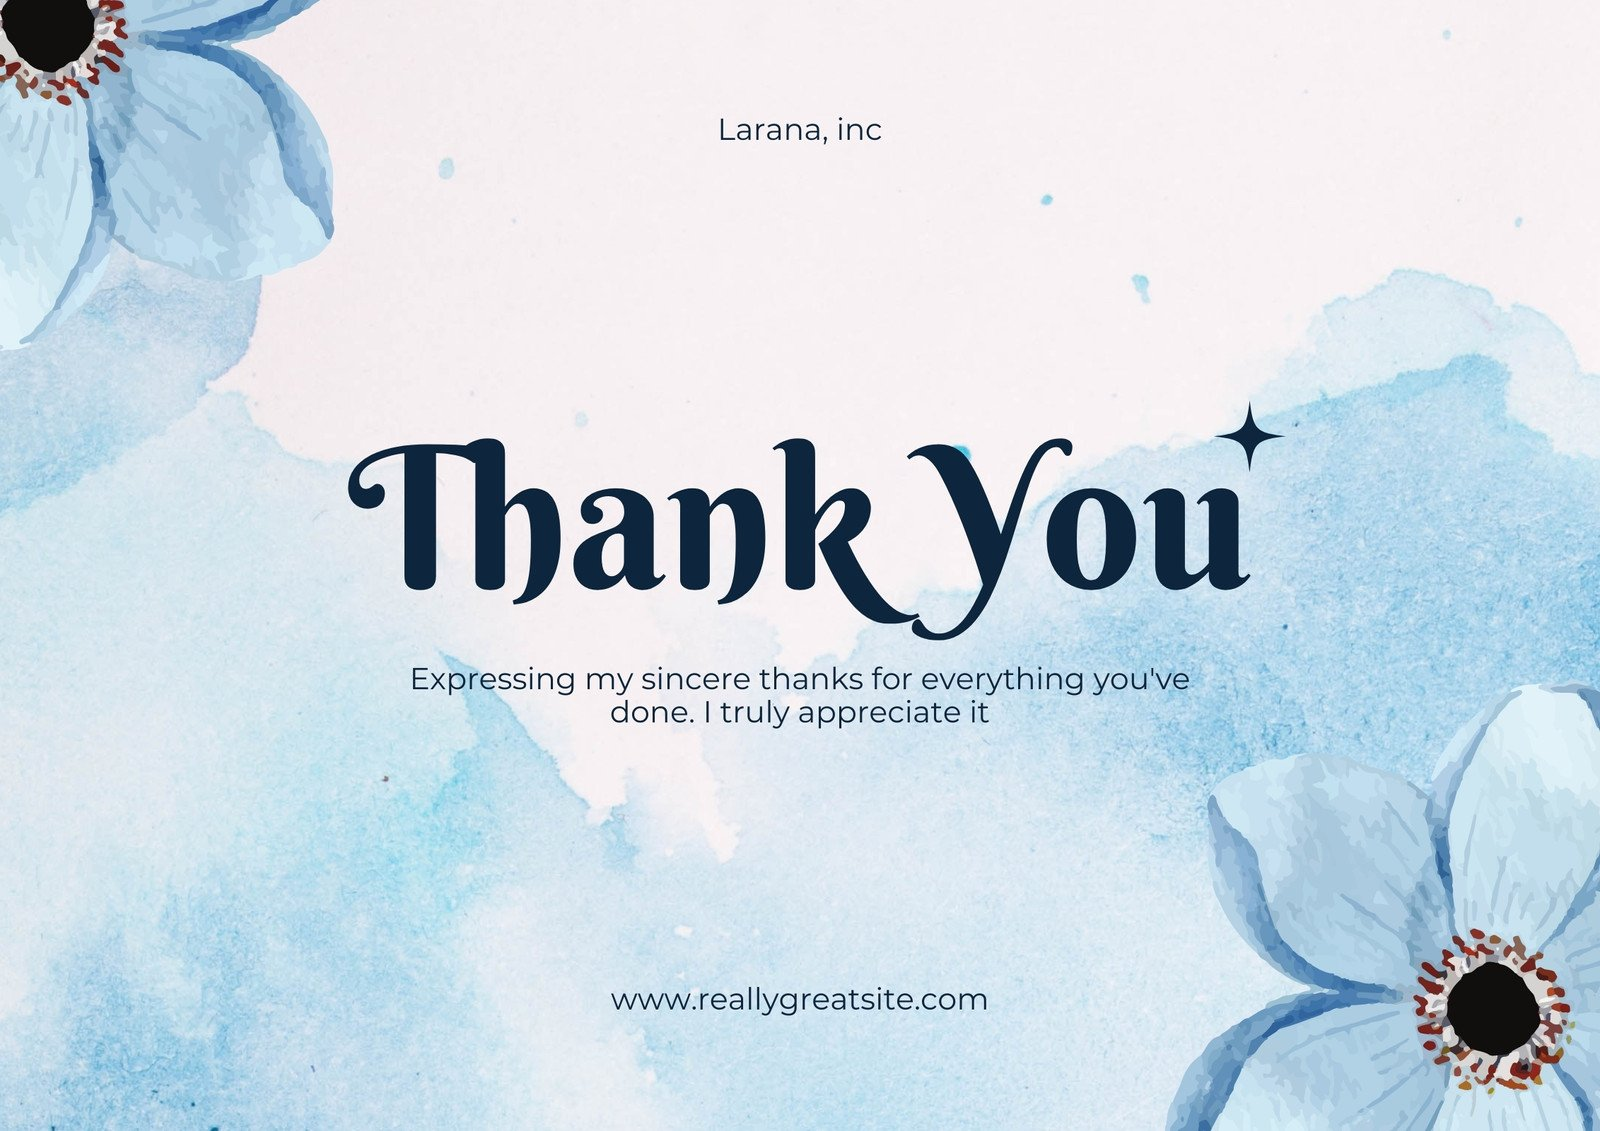 Larana, inc
Thank You
Expressing my sincere thanks for everything you've
done. I truly appreciate it
www.reallygreatsite.com